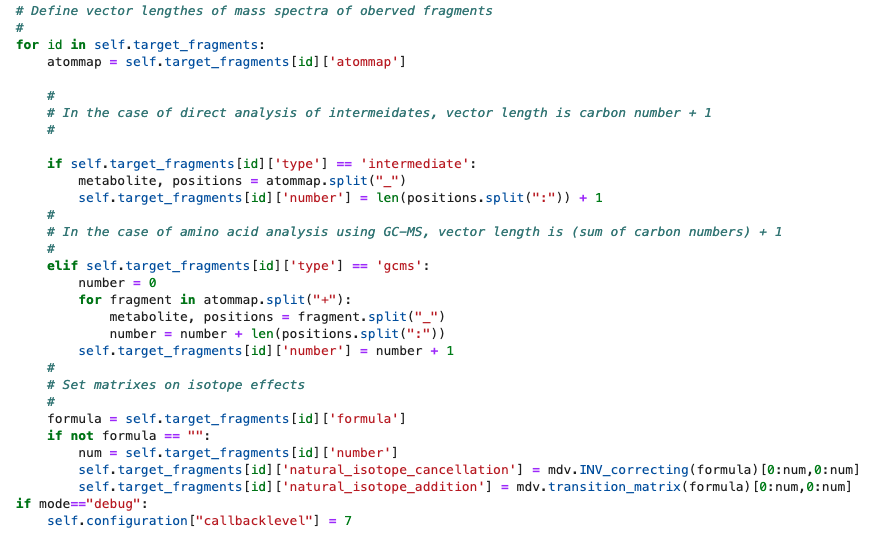 # Define vector lengthes of mass spectra of oberved fragments
#
for id in self.target_fragments:
    atommap = self.target_fragments[id]['atommap']

    #
    # In the case of direct analysis of intermeidates, vector length is carbon number + 1
    #

    if self.target_fragments[id]['type'] == 'intermediate':
        metabolite, positions = atommap.split("_")
        self.target_fragments[id]['number'] = len(positions.split(":")) + 1
    #
    # In the case of amino acid analysis using GC-MS, vector length is (sum of carbon numbers) + 1
    #
    elif self.target_fragments[id]['type'] == 'gcms':
        number = 0
        for fragment in atommap.split("+"):
            metabolite, positions = fragment.split("_")
            number = number + len(positions.split(":"))
        self.target_fragments[id]['number'] = number + 1
    #
    # Set matrixes on isotope effects
    #
    formula = self.target_fragments[id]['formula']
    if not formula == "":
        num = self.target_fragments[id]['number']
        self.target_fragments[id]['natural_isotope_cancellation'] = mdv.INV_correcting(formula)[0:num,0:num]
        self.target_fragments[id]['natural_isotope_addition'] = mdv.transition_matrix(formula)[0:num,0:num]
if mode=="debug":
    self.configuration["callbacklevel"] = 7